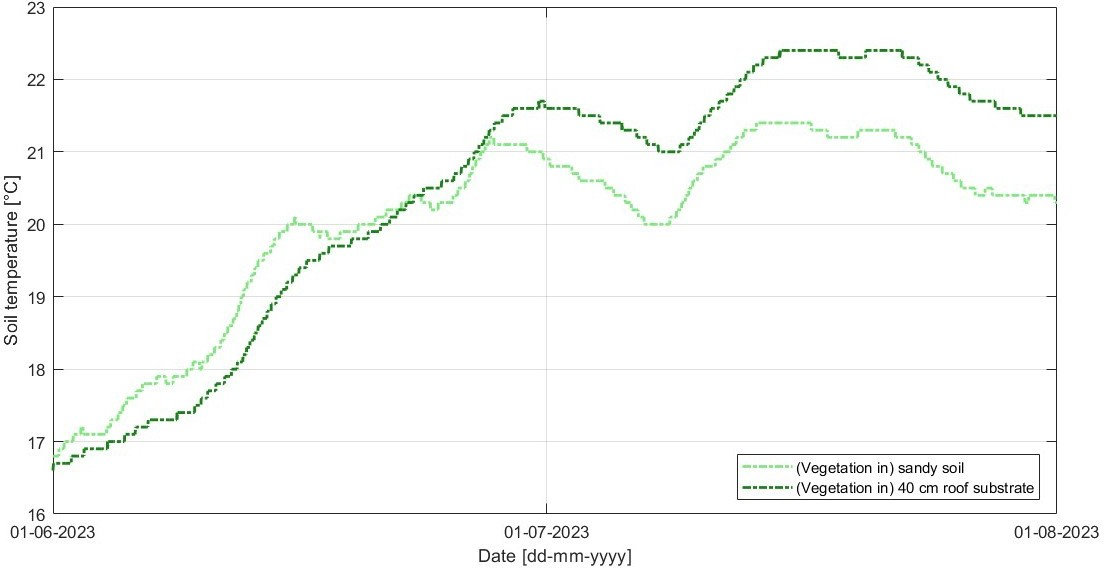 23
22
21
20
19
18
17
16
Soil temperature [°C]
(Vegetation in) sandy soil
(Vegetation in) 40 cm roof substrate
01-06-2023 01-07-2023 01-08-2023
Date [dd-mm-yyyy]